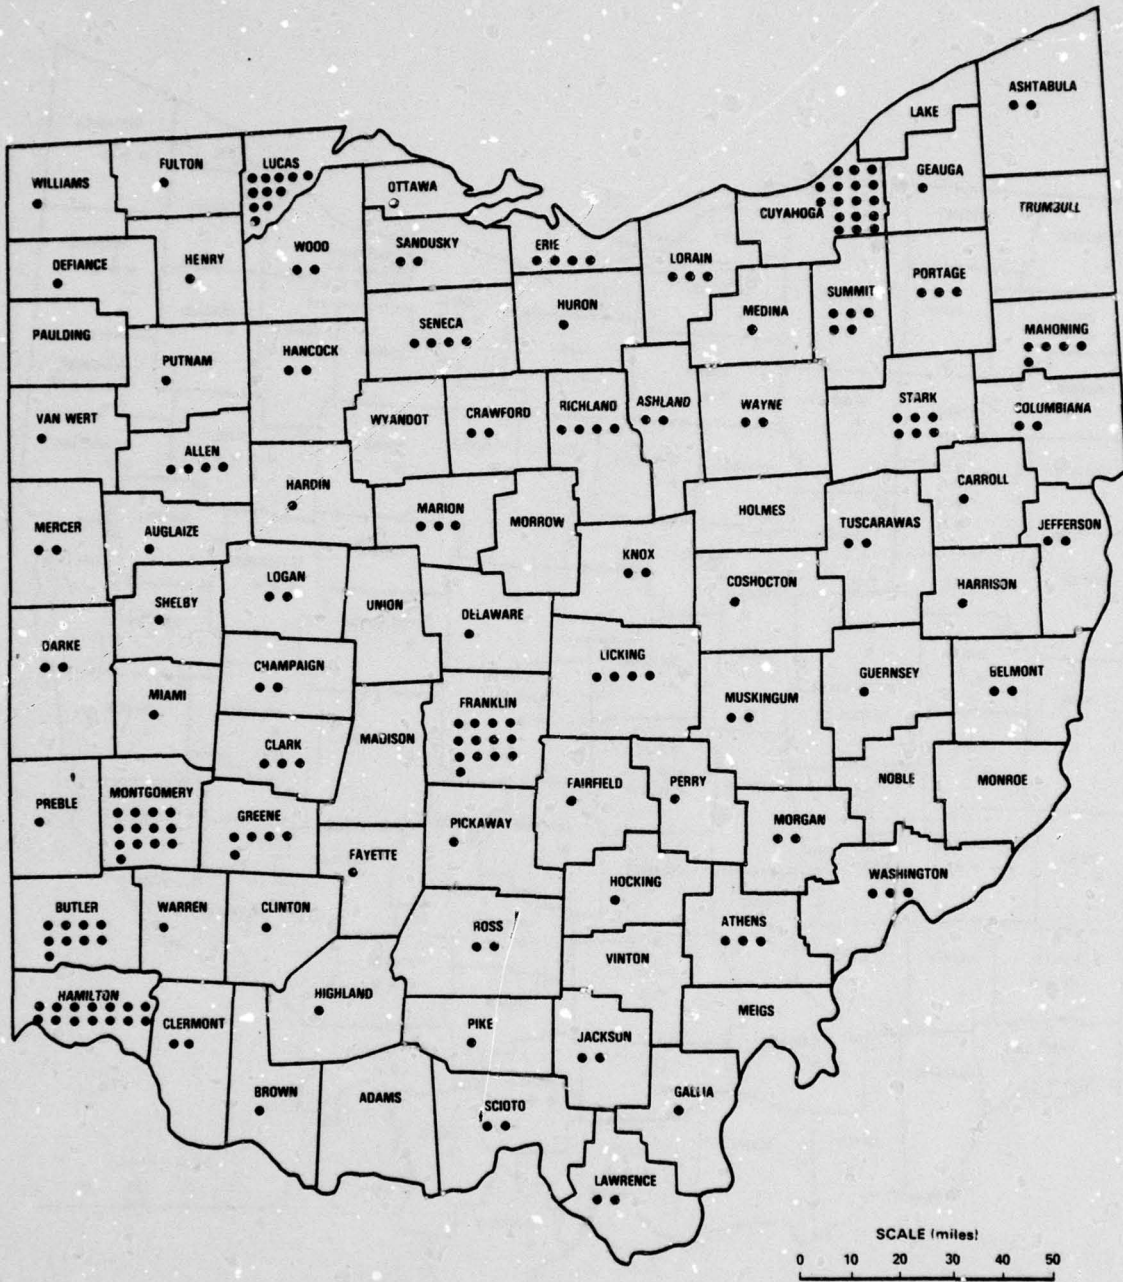 ASHTABULA
LAKE
FULTON
LUCAS
GEAUGA
WILLIAMS
OTTAWA
CUYAHOGA
TRUMBULL
WOOD
SANDUSKY
ERIE
LORAIN
DEFIANCE
HENRY
PORTAGE
SUMMIT
HURON
MEDINA
PAULDING
SENECA
MAHONING
PUTNAM
HANCOCK
STARK
VAN WERT
WYANDOT
CRAWFORD
RICHLAND
ASHLAND
WAYNE
COLUMBIANA
ALLEN
CARROLL
HARDIN
MARION
MORROW
HOLMES
TUSCARAWAS
JEFFERSON
MERCER
AUGLAIZE
KNOX
LOGAN
COSHOCTON
HARRISON
SHELBY
UNION
DELAWARE
DARKE
LICKING
CHAMPAIGN
GUERNSEY
BELMONT
MIAMI
FRANKLIN
MUSKINGUM
CLARK
MADISON
FAIRFIELD
PERRY
NOBLE
MONROE
PREBLE
MONTGOMERY
GREENE
PICKAWAY
MORGAN
FAYETTE
HOCKING
WASHINGTON
BUTLER
WARREN
CLINTON
ROSS
ATHENS
VINTON
HAMILTON
HIGHLAND
MEIGS
CLERMONT
PIKE
JACKSON
BROWN
ADAMS
SCIOTO
GALLIA
LAWRENCE
SCALE (miles)
0 10 20 30 40 50